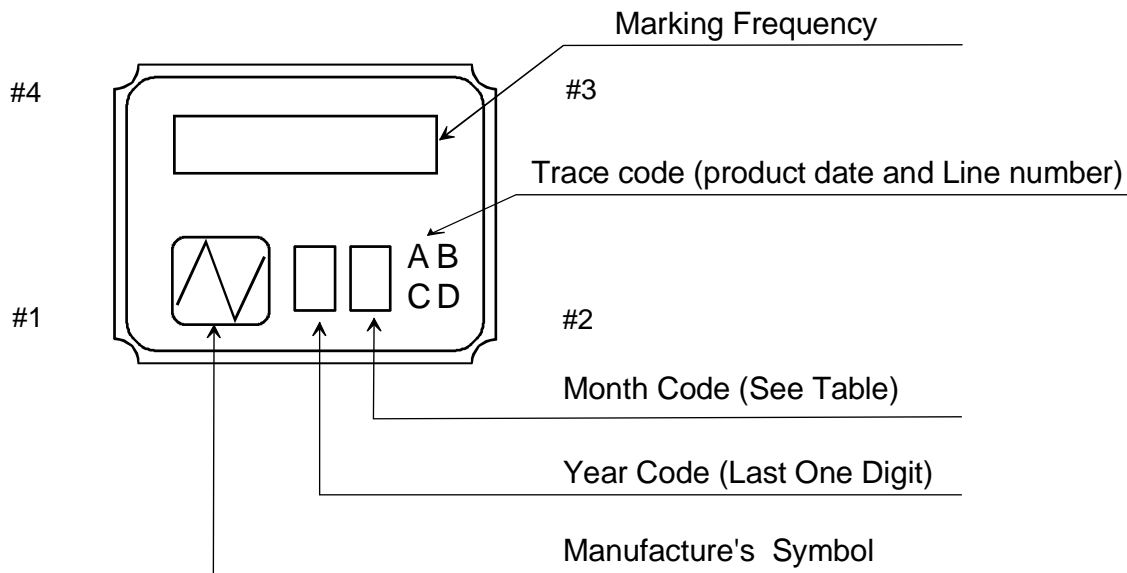 Marking Frequency
#4
#3
Trace code (product date and Line number)
A B
C D
#1
#2
Month Code (See Table)
Year Code (Last One Digit)
Manufacture's Symbol